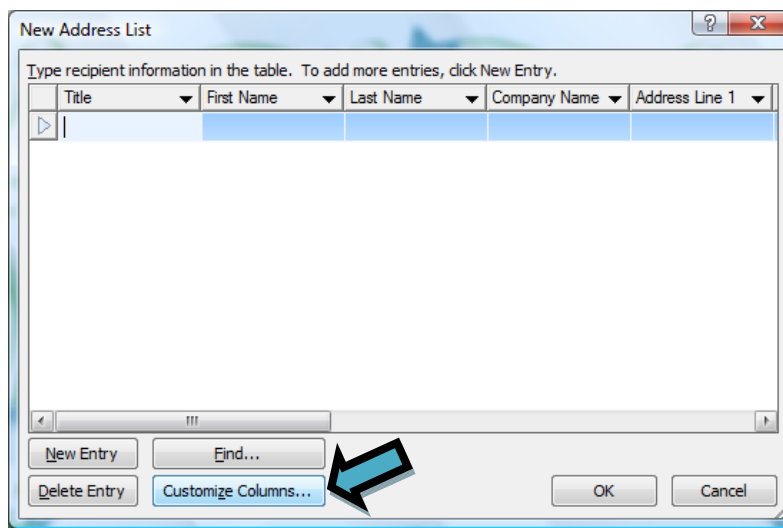 New Address List
Type recipient information in the table. To add more entries, click New Entry.
Title First Name Last Name Company Name Address Line 1
New Entry Find...
Delete Entry Customize Columns... OK Cancel